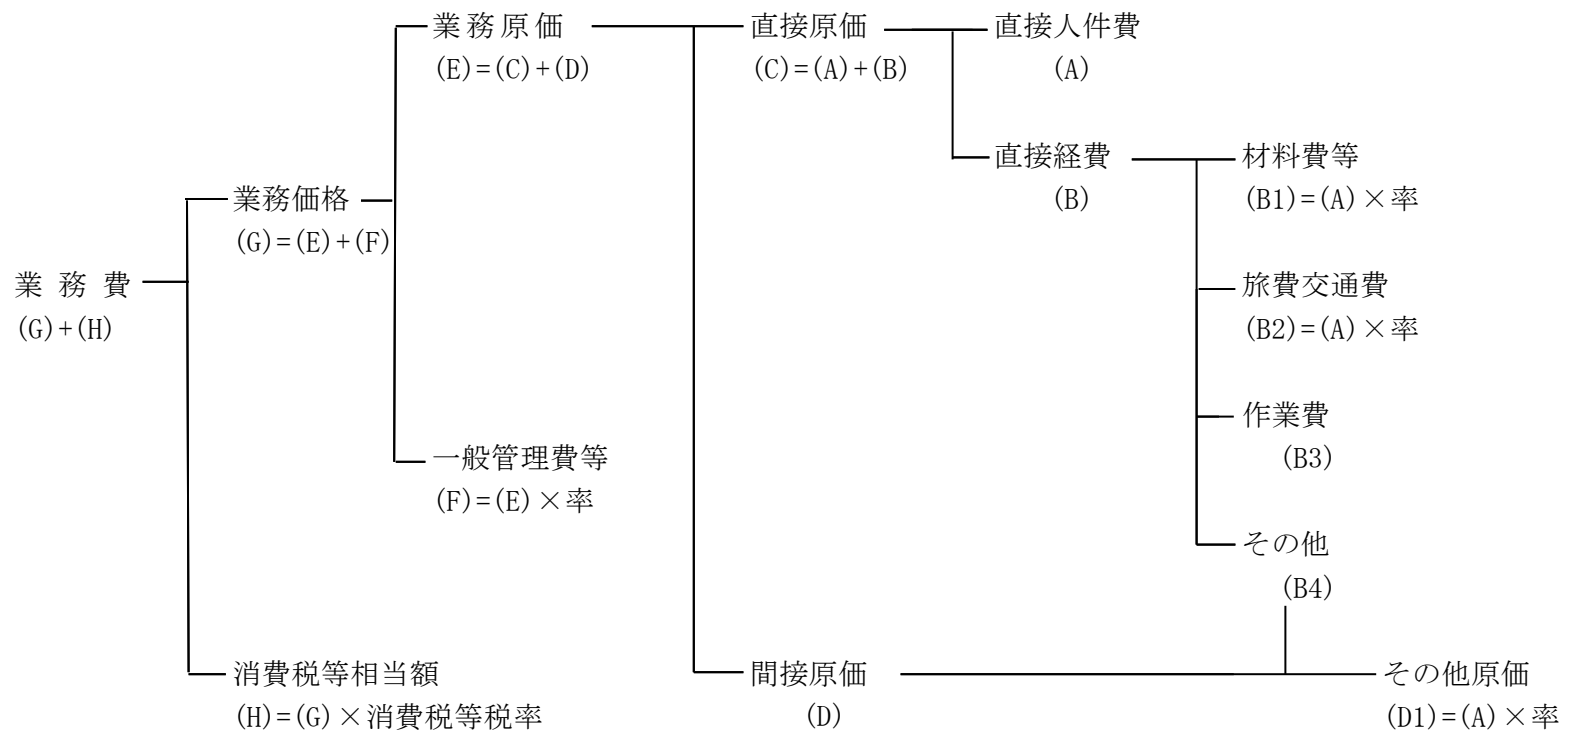 業務原価
直接原価
直接人件費
(E)=(C)+(D)
(C)=(A)+(B)
(A)
直接経費
材料費等
(B)
(B1)=(A)×率
業務価格
(G)=(E)+(F)
業 務 費
旅費交通費
(G)+(H)
(B2)=(A)×率
作業費
(B3)
一般管理費等
(F)=(E)×率
その他
(B4)
消費税等相当額
間接原価
その他原価
(H)=(G)×消費税等税率
(D)
(D1)=(A)×率